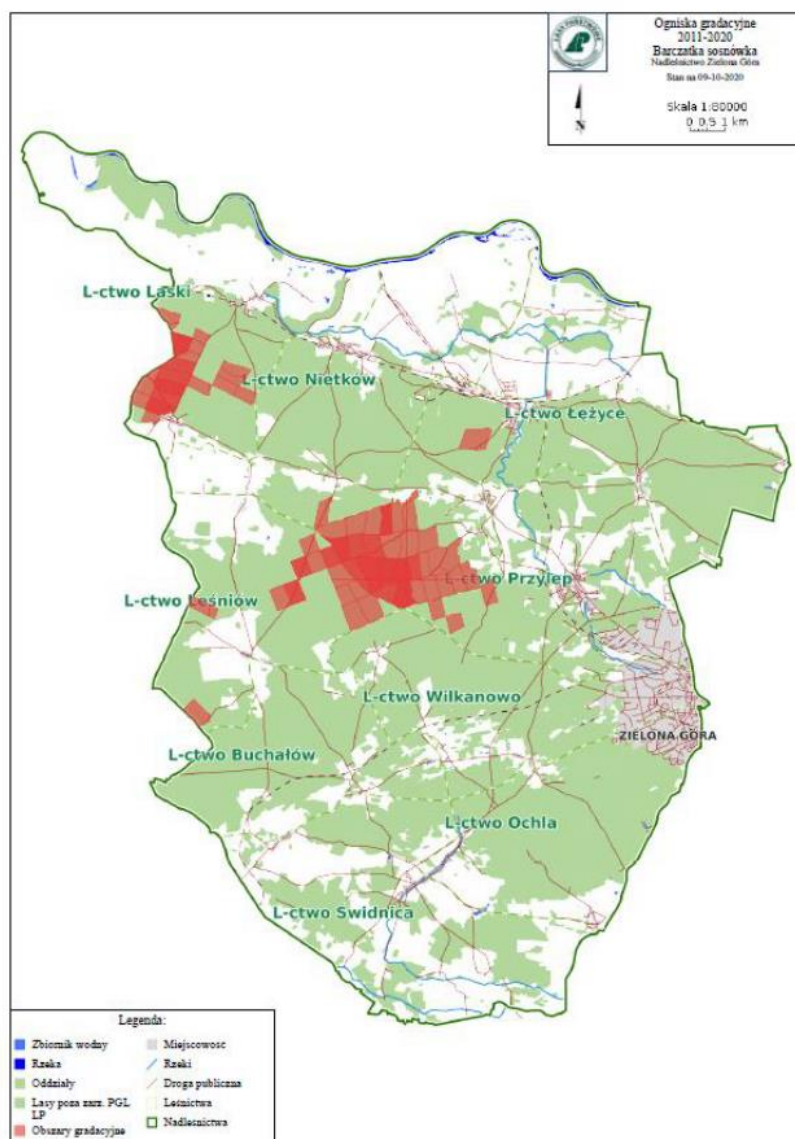 Ogniska gradacyjne
2011-2020
Barczatka sosnówka
Nadleśnictwo Zielona Góra
Stan na 09-10-2020
LASY PAŃSTWOWE
N
Skala 1:80000
0 0,5 1 km
L-ctwo Laski
L-ctwo Nietków
L-ctwo Łężyce
L-ctwo Przylep
L-ctwo Leśniów
L-ctwo Wilkanowo
ZIELONA GÓRA
L-ctwo Buchałów
L-ctwo Ochla
L-ctwo Świdnica
Legenda:
Zbiornik wodny
Rzeka
Oddziały
Lasy poza zarz. PGL
LP
Obszary gradacyjne
Miejscowosc
Rzeki
Droga publiczna
Leśnictwa
Nadleśnictwa